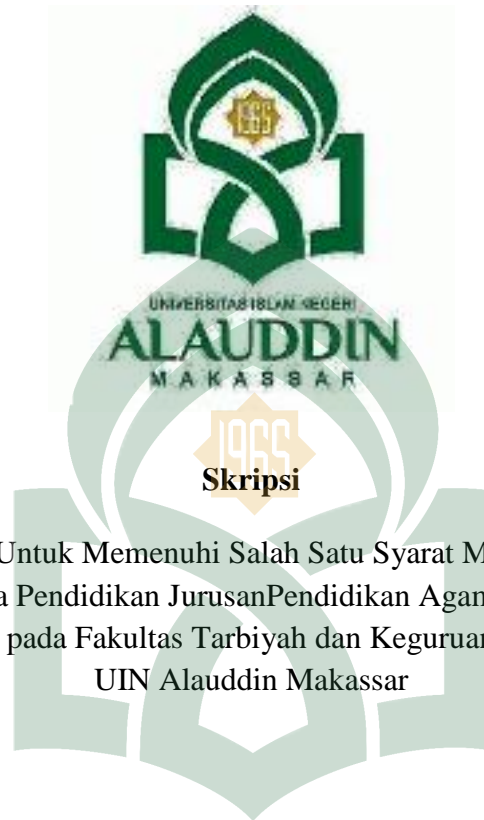 1965
UNIVERSITAS ISLAM NEGERI
ALAUDDIN
MAKASSAR
1965
Skripsi
Untuk Memenuhi Salah Satu Syarat M
a Pendidikan JurusanPendidikan Agam
pada Fakultas Tarbiyah dan Keguruan
UIN Alauddin Makassar